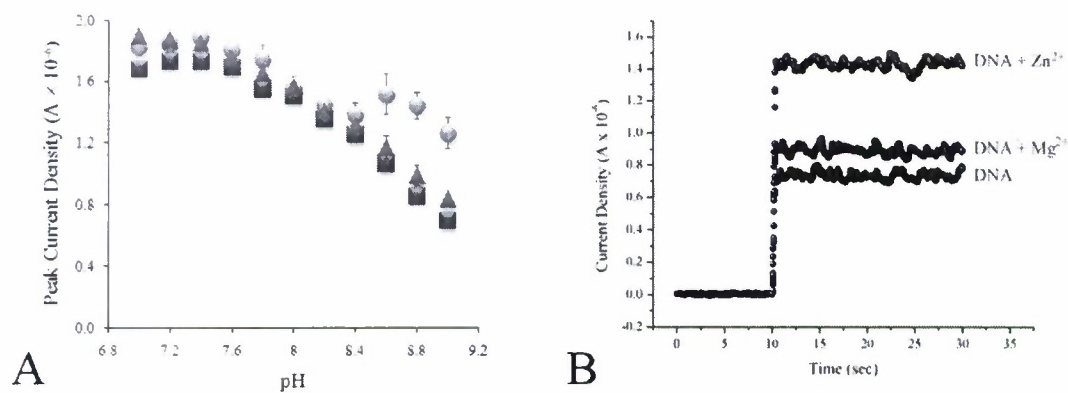 Peak Current Density (A × 10⁻⁶)
2.0
1.6
1.2
0.8
0.4
0.0
6.8 7.2 7.6 8 8.4 8.8 9.2
pH
A
Current Density (A x 10⁻⁶)
1.6
1.4
1.2
1.0
0.8
0.6
0.4
0.2
0.0
-0.2
0 5 10 15 20 25 30 35
Time (sec)
DNA + Zn²⁺
DNA + Mg²⁺
DNA
B